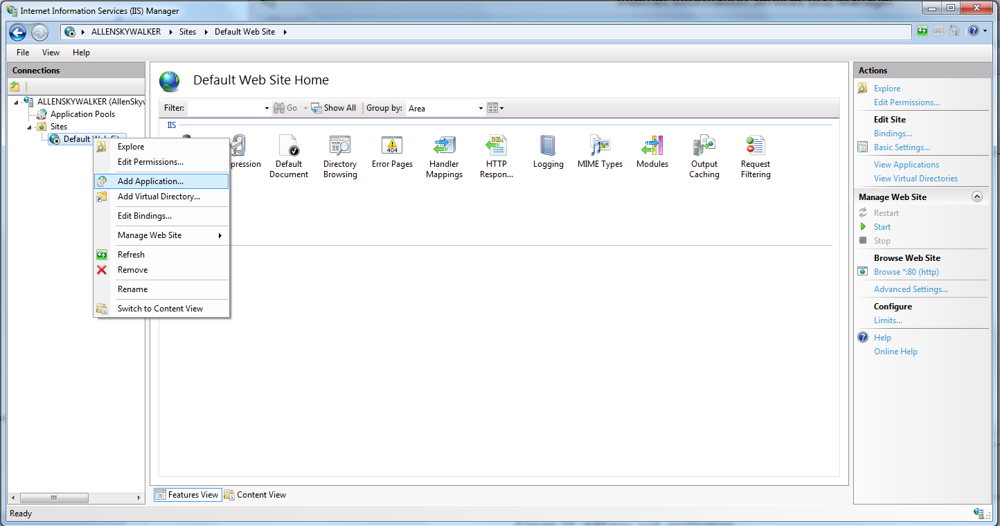 Internet Information Services (IIS) Manager
ALLENSKYWALKER Sites Default Web Site
File View Help
Connections
ALLENSKYWALKER (AllenSkyw
Application Pools
Sites
Default Web Sit
Explore
Edit Permissions...
Add Application...
Add Virtual Directory...
Edit Bindings...
Manage Web Site
Refresh
Remove
Rename
Switch to Content View
Default Web Site Home
Filter: Go Show All Group by: Area
IIS
pression
Default
Document
Directory
Browsing
404
Error Pages
Handler
Mappings
HTTP
Respon...
Logging
MIME Types
Modules
Output
Caching
Request
Filtering
Features View Content View
Actions
Explore
Edit Permissions...
Edit Site
Bindings...
Basic Settings...
View Applications
View Virtual Directories
Manage Web Site
Restart
Start
Stop
Browse Web Site
Browse *:80 (http)
Advanced Settings...
Configure
Limits...
Help
Online Help
Ready